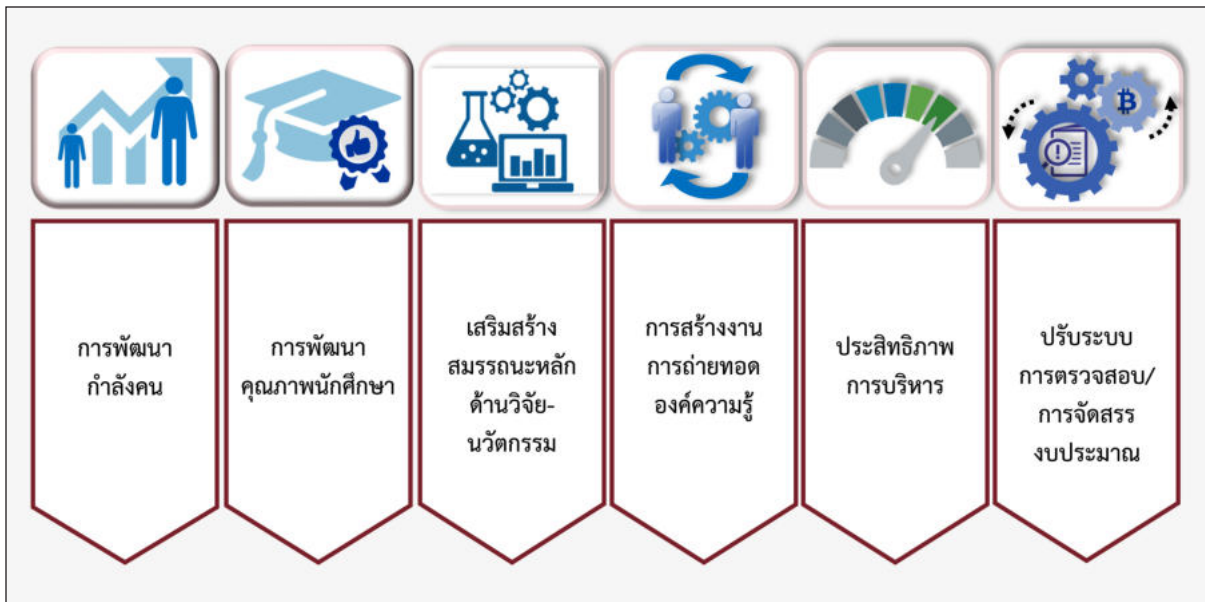 การพัฒนา
กำลังคน
การพัฒนา
คุณภาพนักศึกษา
เสริมสร้าง
สมรรถนะหลัก
ด้านวิจัย-
นวัตกรรม
การสร้างงาน
การถ่ายทอด
องค์ความรู้
ประสิทธิภาพ
การบริหาร
ปรับระบบ
การตรวจสอบ/
การจัดสรร
งบประมาณ